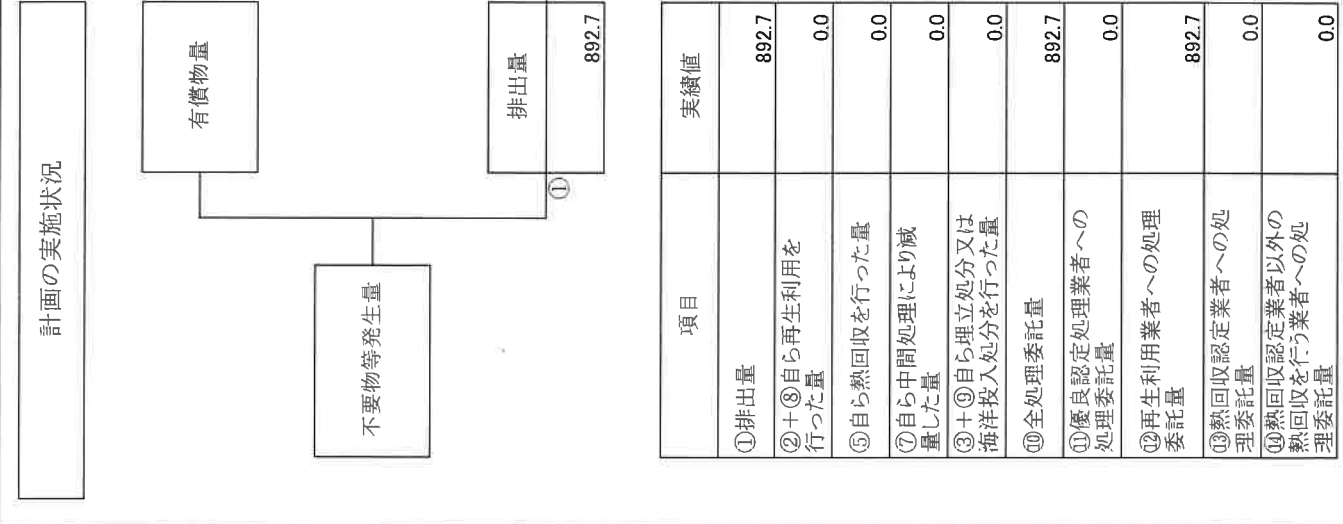 計画の実施状況
有償物量
不要物等発生量
①
排出量
892.7
項目
実績値
①排出量
892.7
②+⑧自ら再生利用を
行った量
0.0
⑤自ら熱回収を行った量
0.0
⑦自ら中間処理により減
量した量
0.0
③+⑨自ら埋立処分又は
海洋投入処分を行った量
0.0
⑩全処理委託量
892.7
⑪優良認定処理業者への
処理委託量
0.0
⑫再生利用業者への処理
委託量
892.7
⑬熱回収認定業者への処
理委託量
0.0
⑭熱回収認定業者以外の
熱回収を行う業者への処
理委託量
0.0